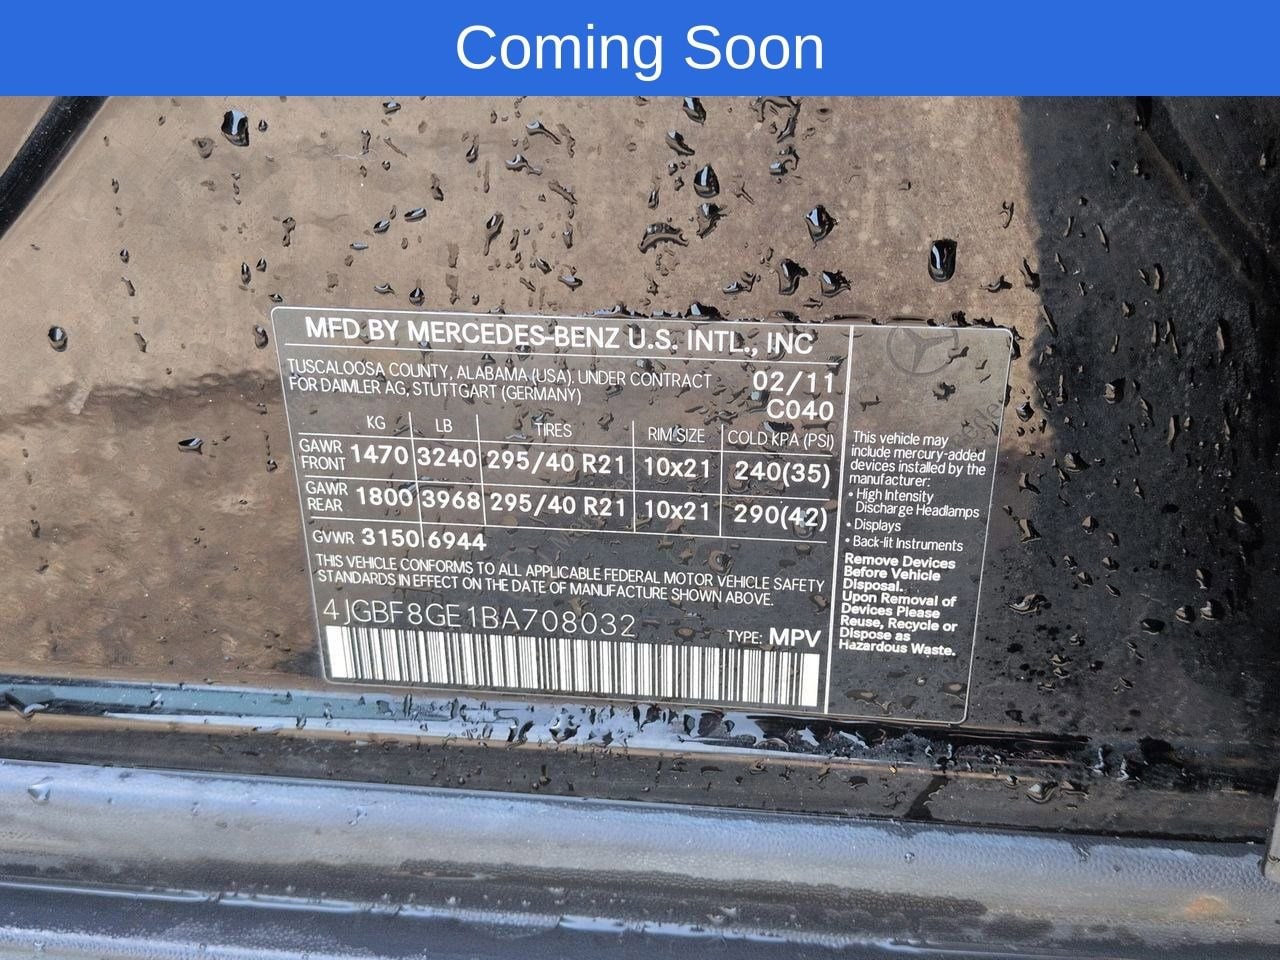 Coming Soon
MFD BY MERCEDES-BENZ U.S. INTL., INC
TUSCALOOSA COUNTY, ALABAMA (USA). UNDER CONTRACT
FOR DAIMLER AG, STUTTGART (GERMANY)
02/11
C040
KG LB TIRES RIM SIZE COLD KPA (PSI)
GAWR
FRONT 1470 3240 295/40 R21 10x21 240(35)
GAWR
REAR 1800 3968 295/40 R21 10x21 290(42)
GVWR 3150 6944
THIS VEHICLE CONFORMS TO ALL APPLICABLE FEDERAL MOTOR VEHICLE SAFETY
STANDARDS IN EFFECT ON THE DATE OF MANUFACTURE SHOWN ABOVE.
4JGBF8GE1BA708032
TYPE: MPV
This vehicle may
include mercury-added
devices installed by the
manufacturer:
• High Intensity
Discharge Headlamps
• Displays
• Back-lit Instruments
Remove Devices
Before Vehicle
Disposal.
Upon Removal of
Devices Please
Reuse, Recycle or
Dispose as
Hazardous Waste.